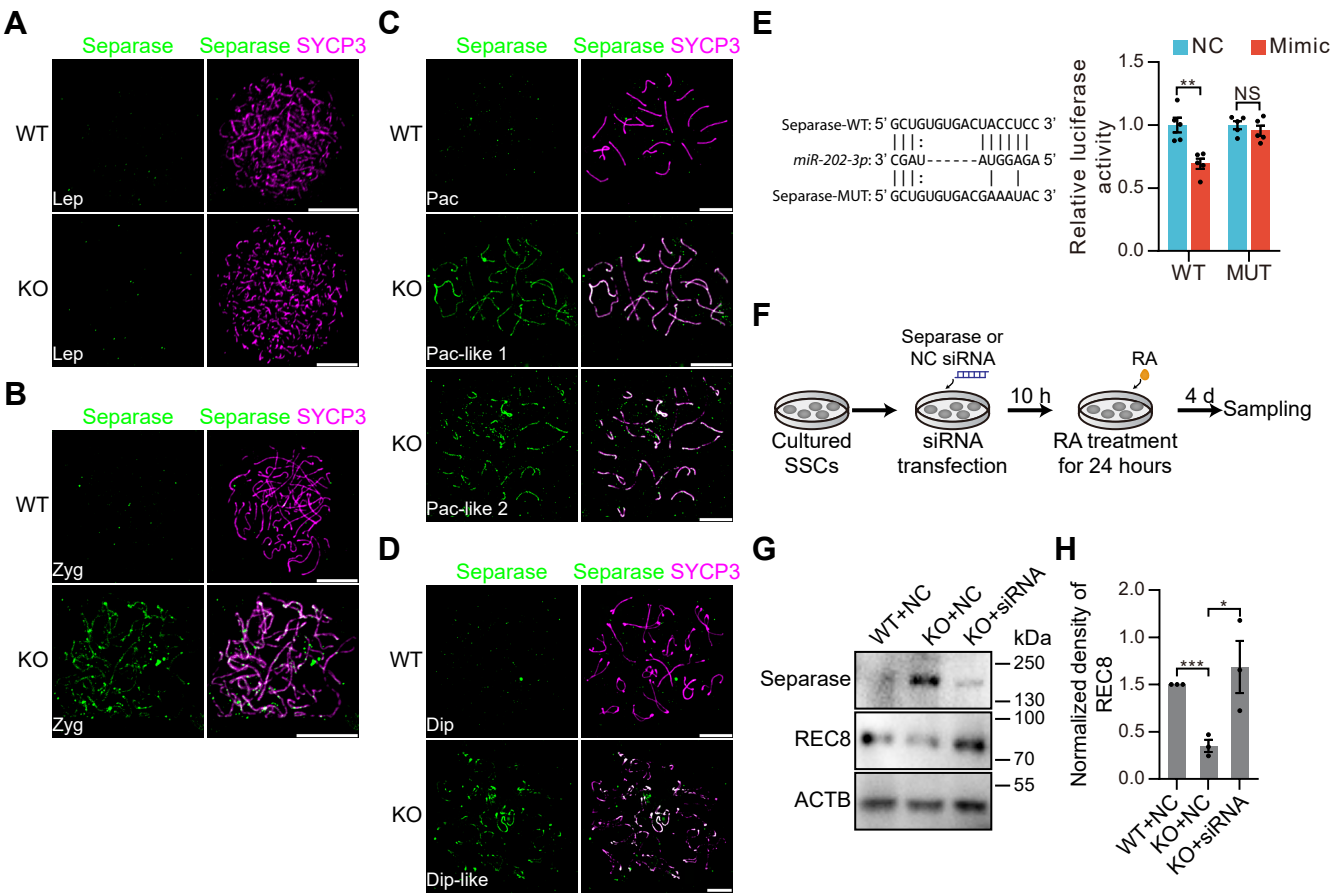 A
Separase Separase SYCP3
WT
Lep
KO
Lep
B
Separase Separase SYCP3
WT
Zyg
KO
Zyg
C
Separase Separase SYCP3
WT
Pac
KO
Pac-like 1
KO
Pac-like 2
D
Separase Separase SYCP3
WT
Dip
KO
Dip-like
E
Separase-WT: 5’ GCUGUGUGACUACCUCC 3’
miR-202-3p: 3’ CGAU------AUGGAGA 5’
Separase-MUT: 5’ GCUGUGUGACGAAAUAC 3’
NC Mimic
Relative luciferase
activity
1.5
1.0
0.5
0.0
**
NS
WT MUT
F
Separase or
NC siRNA
RA
10 h
4 d
Sampling
Cultured
SSCs
siRNA
transfection
RA treatment
for 24 hours
G
WT+NC KO+NC KO+siRNA
kDa
Separase
250
130
REC8
100
70
ACTB
55
H
Normalized density of
REC8
2.0
1.0
1.5
0.5
0.0
***
*
WT+NC KO+NC KO+siRNA